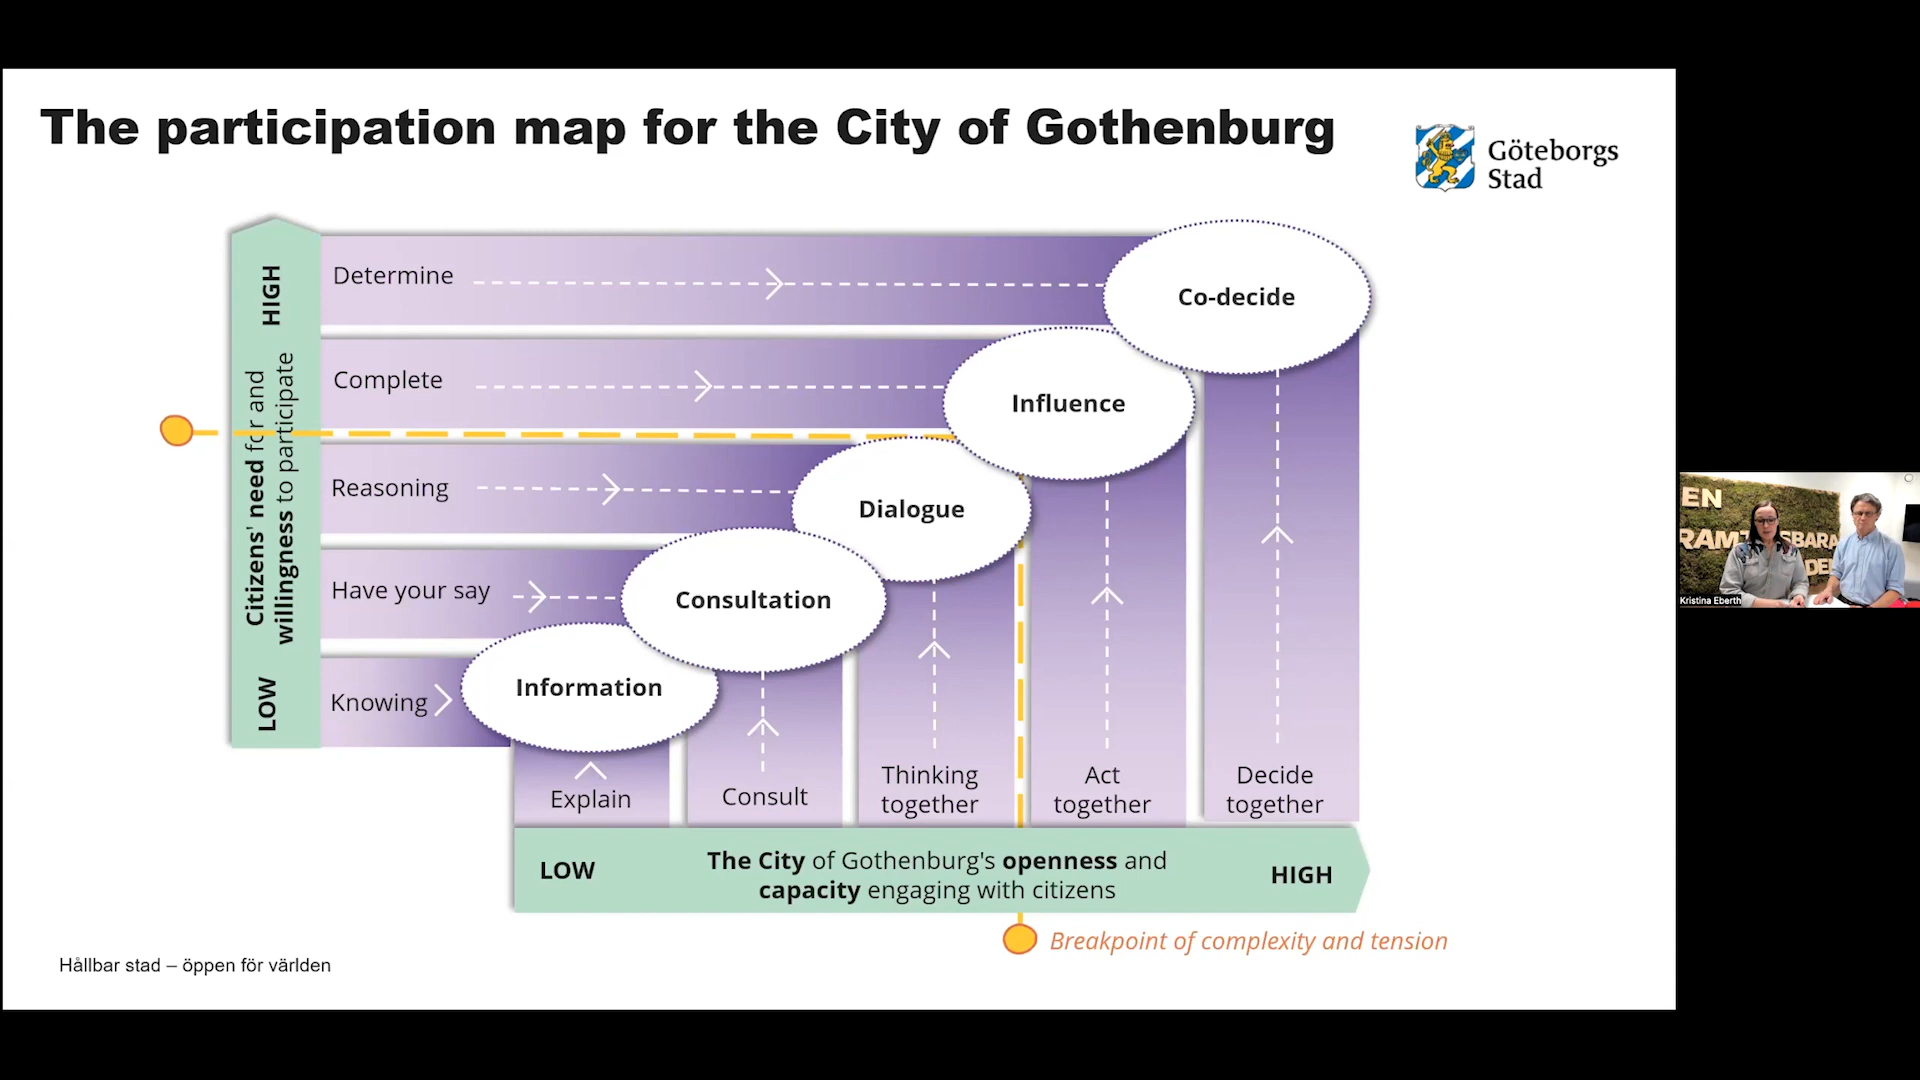 The participation map for the City of Gothenburg
Göteborgs
Stad
HIGH
Citizens' need for and
willingness to participate
LOW
Determine
Complete
Reasoning
Have your say
Knowing
Co-decide
Influence
Dialogue
Consultation
Information
Explain
Consult
Thinking
together
Act
together
Decide
together
LOW
The City of Gothenburg's openness and
capacity engaging with citizens
HIGH
Breakpoint of complexity and tension
Hållbar stad – öppen för världen
EN
Kristina Eberth